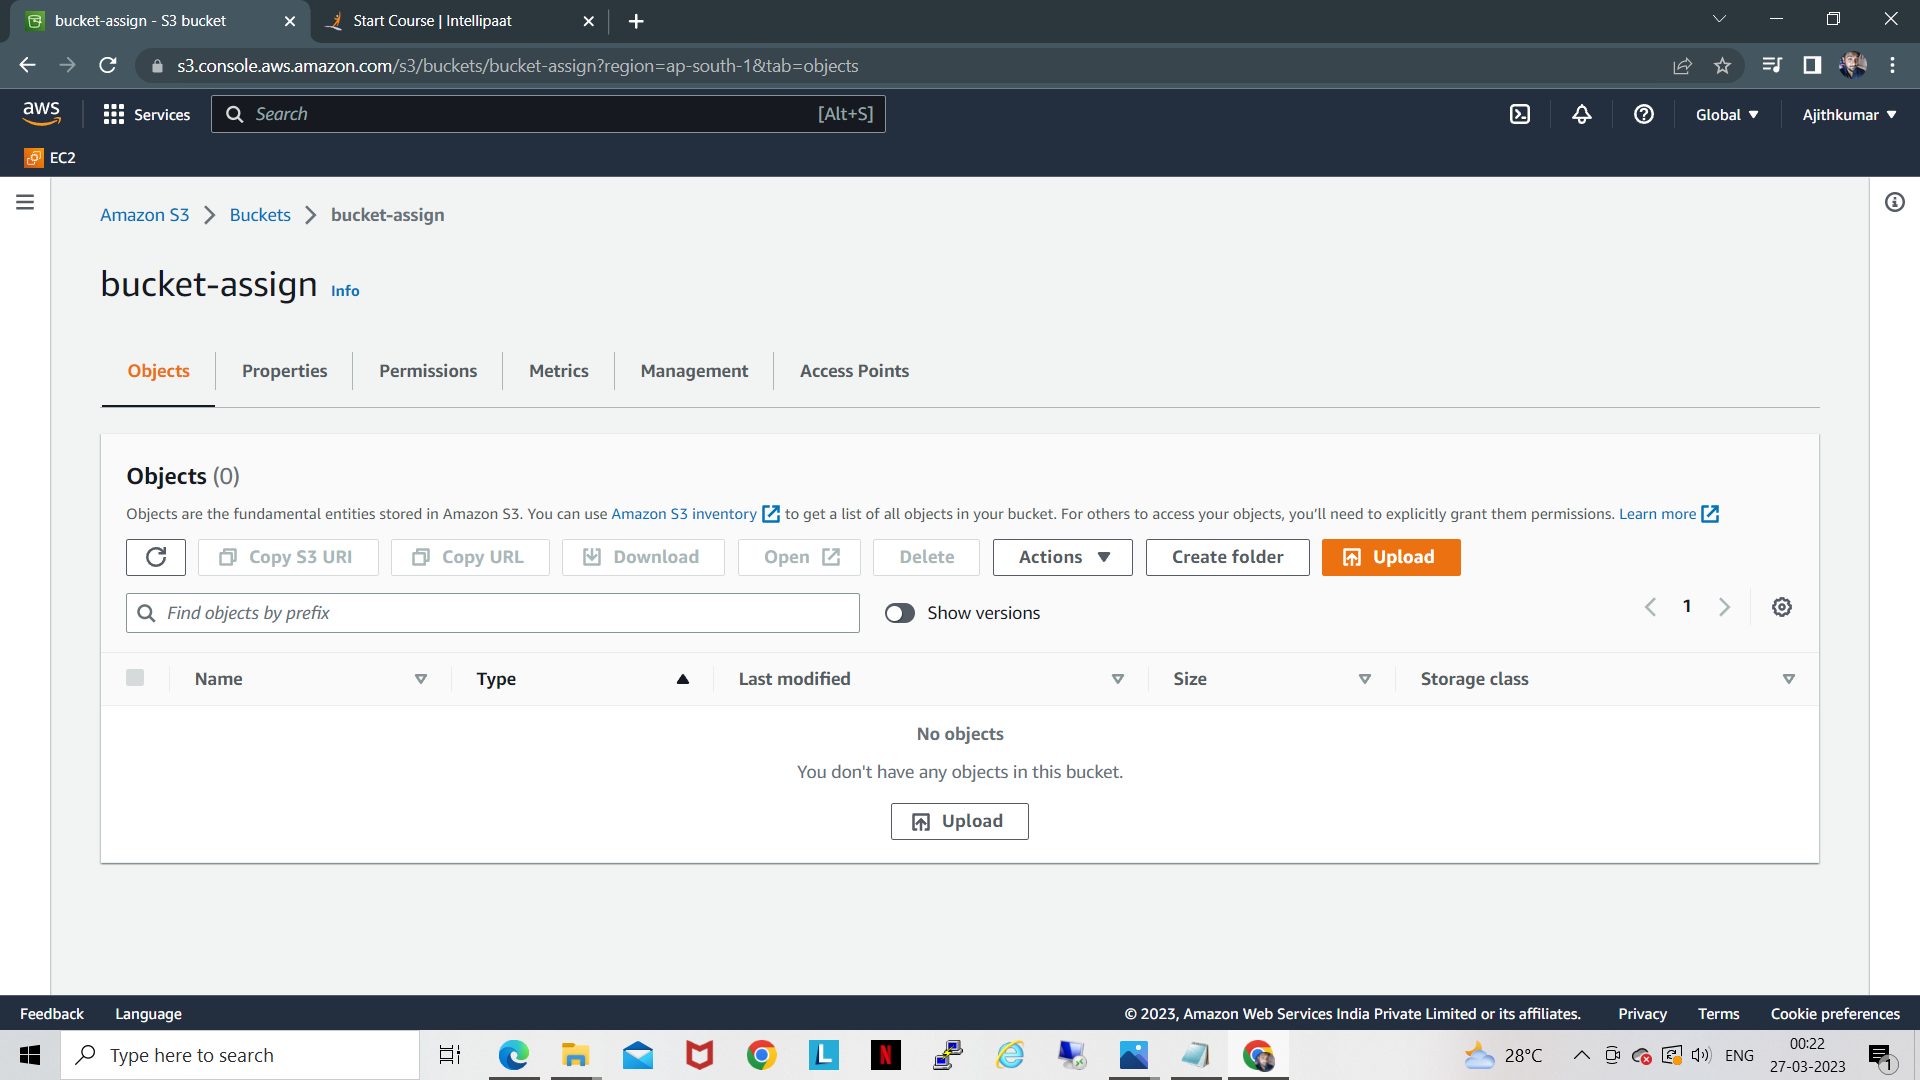 bucket-assign - S3 bucket
Start Course | Intellipaat
s3.console.aws.amazon.com/s3/buckets/bucket-assign?region=ap-south-1&tab=objects
aws
Services
Search
[Alt+S]
Global
Ajithkumar
EC2
Amazon S3
Buckets
bucket-assign
bucket-assign Info
Objects
Properties
Permissions
Metrics
Management
Access Points
Objects (0)
Objects are the fundamental entities stored in Amazon S3. You can use Amazon S3 inventory to get a list of all objects in your bucket. For others to access your objects, you'll need to explicitly grant them permissions. Learn more
Copy S3 URI
Copy URL
Download
Open
Delete
Actions
Create folder
Upload
Find objects by prefix
Show versions
1
Name
Type
Last modified
Size
Storage class
No objects
You don't have any objects in this bucket.
Upload
Feedback
Language
© 2023, Amazon Web Services India Private Limited or its affiliates.
Privacy
Terms
Cookie preferences
Type here to search
L
N
28°C
ENG
00:22
27-03-2023
1